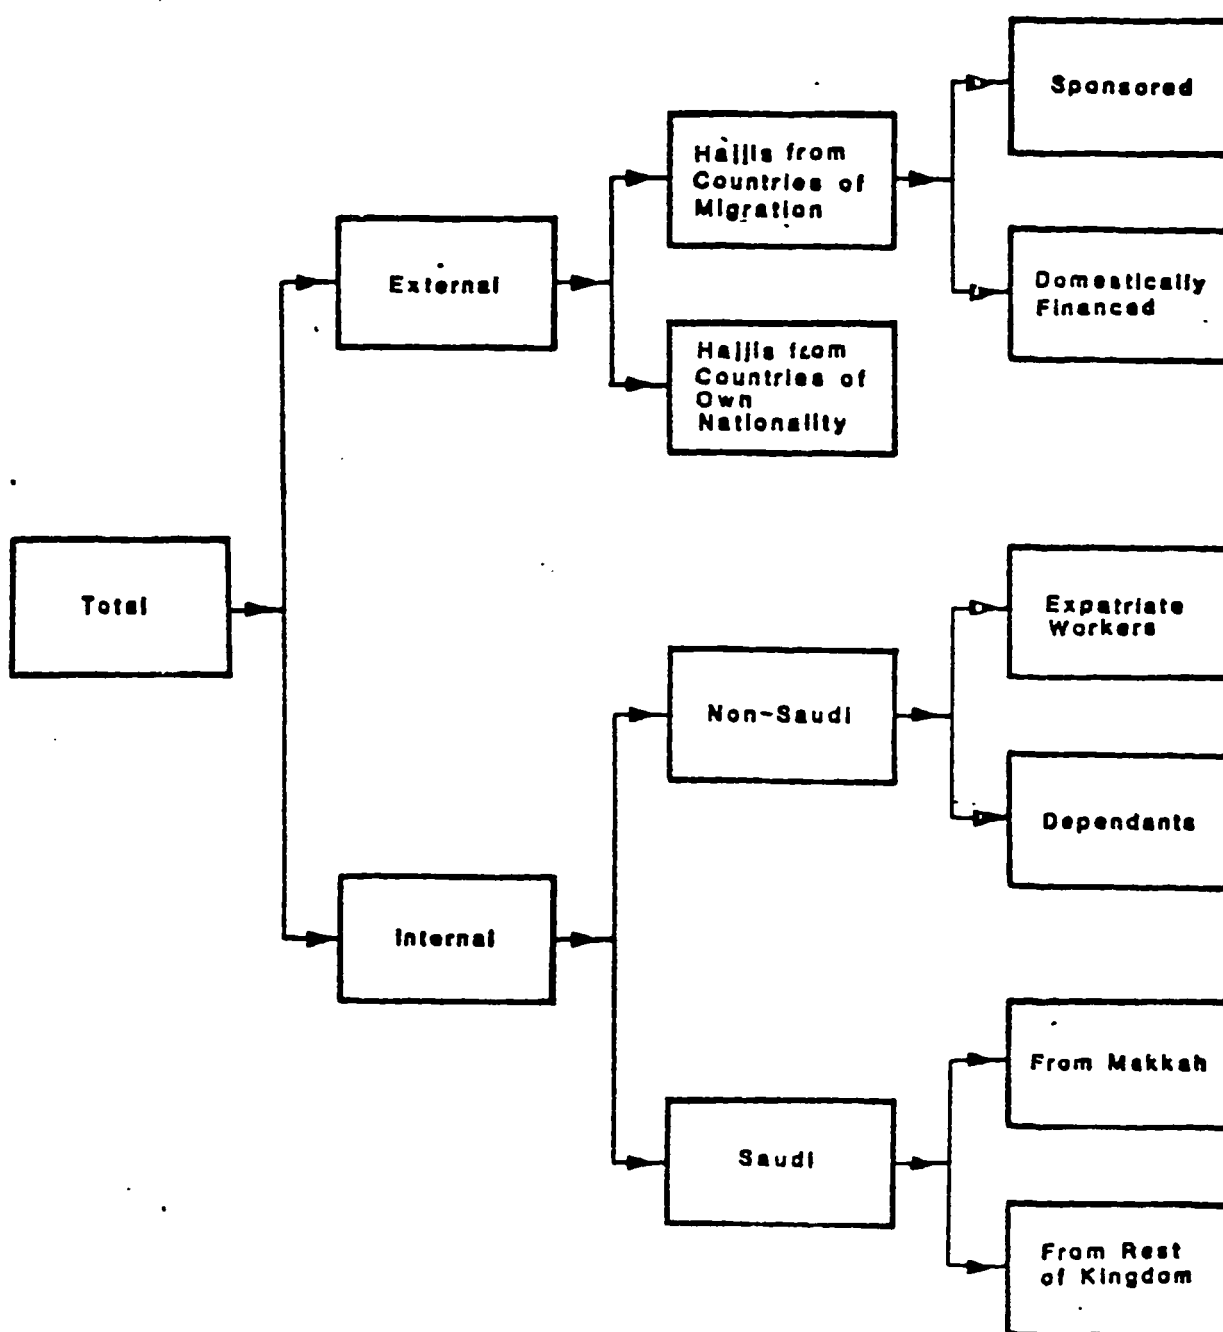 Sponsored
Hajjis from
Countries of
Migration
External
Domestically
Financed
Hajjis from
Countries of
Own
Nationality
Total
Expatriate
Workers
Non-Saudi
Dependants
Internal
From Makkah
Saudi
From Rest
of Kingdom